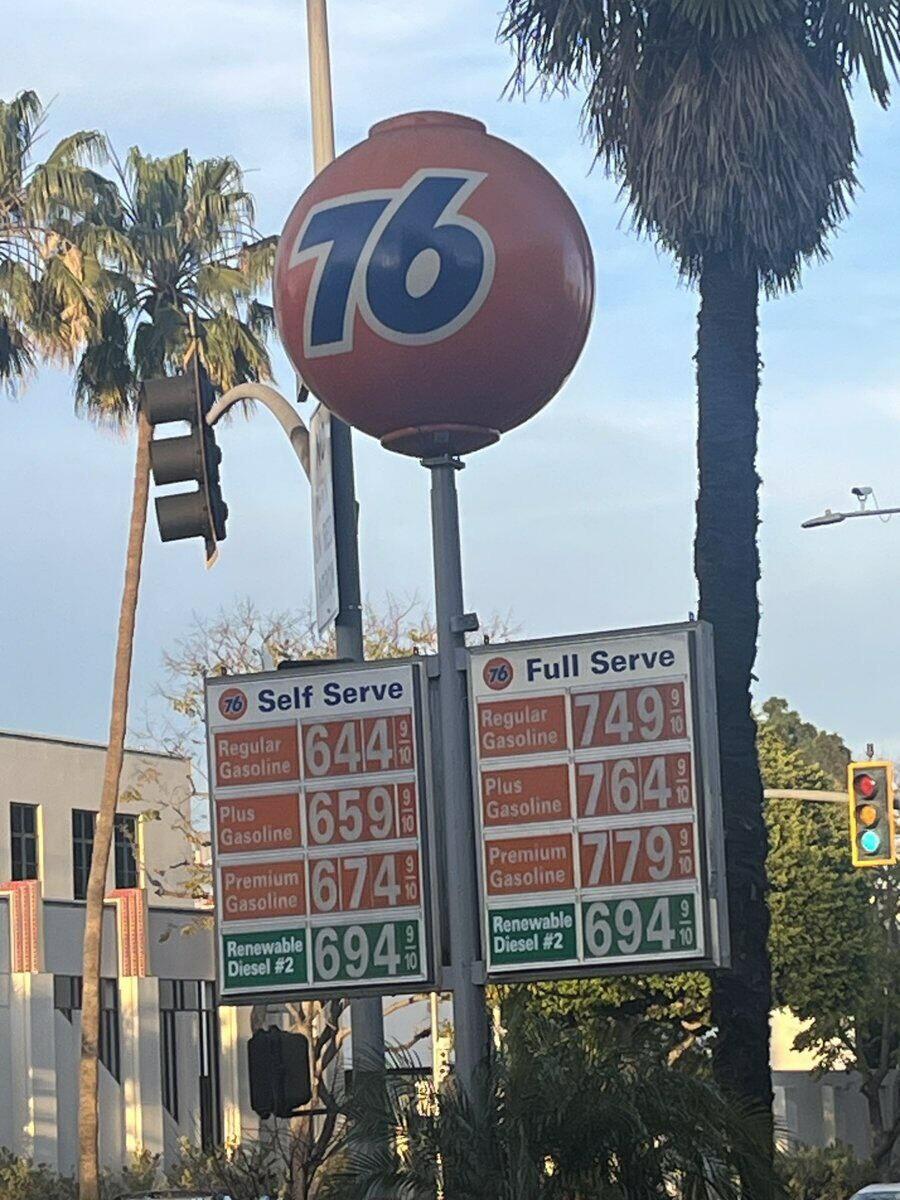 76
76 Self Serve
Regular
Gasoline
644 9/10
Plus
Gasoline
659 9/10
Premium
Gasoline
674 9/10
Renewable
Diesel #2
694 9/10
76 Full Serve
Regular
Gasoline
749 9/10
Plus
Gasoline
764 9/10
Premium
Gasoline
779 9/10
Renewable
Diesel #2
694 9/10